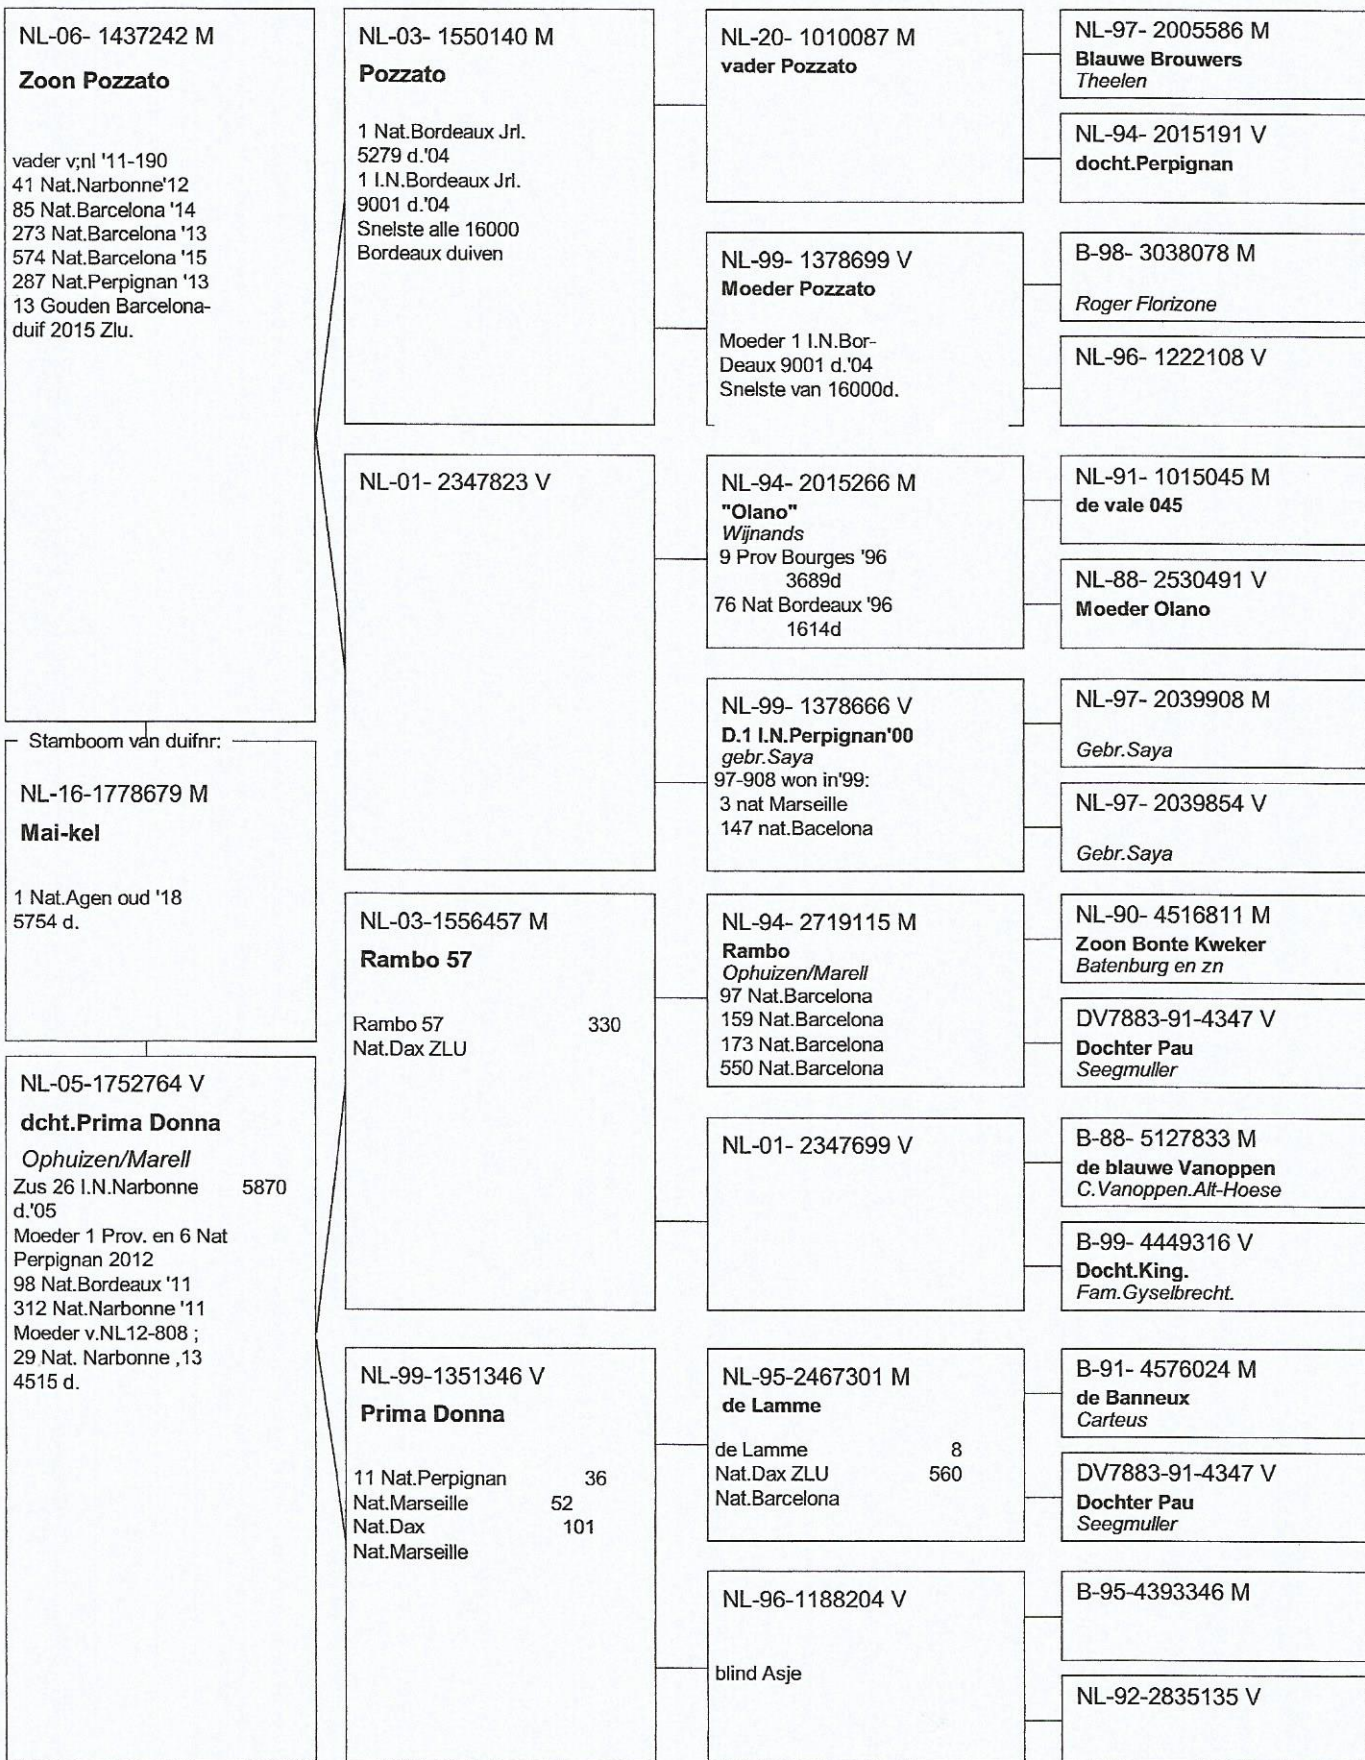 NL-06- 1437242 M
Zoon Pozzato
vader v;nl '11-190
41 Nat.Narbonne'12
85 Nat.Barcelona '14
273 Nat.Barcelona '13
574 Nat.Barcelona '15
287 Nat.Perpignan '13
13 Gouden Barcelona-
duif 2015 Zlu.
Stamboom van duifnr:
NL-16-1778679 M
Mai-kel
1 Nat.Agen oud '18
5754 d.
NL-05-1752764 V
dcht.Prima Donna
Ophuizen/Marell
Zus 26 I.N.Narbonne 5870
d.'05
Moeder 1 Prov. en 6 Nat
Perpignan 2012
98 Nat.Bordeaux '11
312 Nat.Narbonne '11
Moeder v.NL12-808 ;
29 Nat. Narbonne ,13
4515 d.
NL-03- 1550140 M
Pozzato
1 Nat.Bordeaux Jrl.
5279 d.'04
1 I.N.Bordeaux Jrl.
9001 d.'04
Snelste alle 16000
Bordeaux duiven
NL-01- 2347823 V
NL-03-1556457 M
Rambo 57
Rambo 57 330
Nat.Dax ZLU
NL-99-1351346 V
Prima Donna
11 Nat.Perpignan 36
Nat.Marseille 52
Nat.Dax 101
Nat.Marseille
NL-20- 1010087 M
vader Pozzato
NL-99- 1378699 V
Moeder Pozzato
Moeder 1 I.N.Bor-
Deaux 9001 d.'04
Snelste van 16000d.
NL-94- 2015266 M
"Olano"
Wijnands
9 Prov Bourges '96
3689d
76 Nat Bordeaux '96
1614d
NL-99- 1378666 V
D.1 I.N.Perpignan'00
gebr.Saya
97-908 won in'99:
3 nat Marseille
147 nat.Bacelona
NL-94- 2719115 M
Rambo
Ophuizen/Marell
97 Nat.Barcelona
159 Nat.Barcelona
173 Nat.Barcelona
550 Nat.Barcelona
NL-01- 2347699 V
NL-95-2467301 M
de Lamme
de Lamme 8
Nat.Dax ZLU 560
Nat.Barcelona
NL-96-1188204 V
blind Asje
NL-97- 2005586 M
Blauwe Brouwers
Theelen
NL-94- 2015191 V
docht.Perpignan
B-98- 3038078 M
Roger Florizone
NL-96- 1222108 V
NL-91- 1015045 M
de vale 045
NL-88- 2530491 V
Moeder Olano
NL-97- 2039908 M
Gebr.Saya
NL-97- 2039854 V
Gebr.Saya
NL-90- 4516811 M
Zoon Bonte Kweker
Batenburg en zn
DV7883-91-4347 V
Dochter Pau
Seegmuller
B-88- 5127833 M
de blauwe Vanoppen
C.Vanoppen.Alt-Hoese
B-99- 4449316 V
Docht.King.
Fam.Gyselbrecht.
B-91- 4576024 M
de Banneux
Carteus
DV7883-91-4347 V
Dochter Pau
Seegmuller
B-95-4393346 M
NL-92-2835135 V